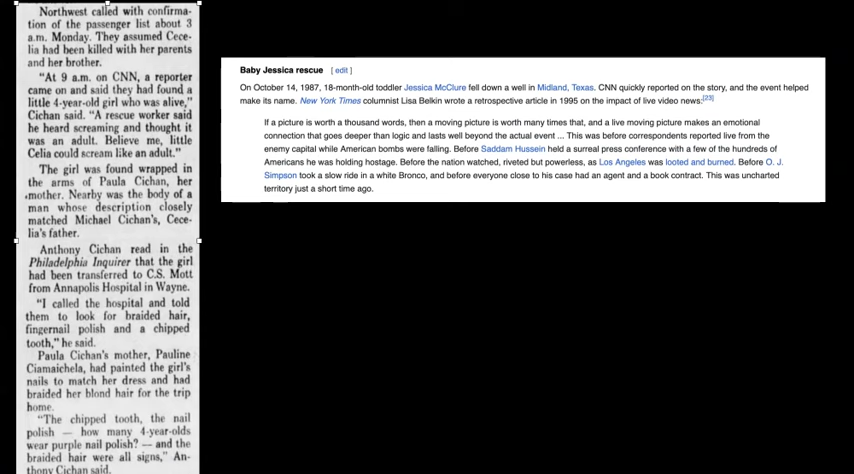 Northwest called with confirma-
tion of the passenger list about 3
a.m. Monday. They assumed Cece-
lia had been killed with her parents
and her brother.
"At 9 a.m. on CNN, a reporter
came on and said they had found a
little 4-year-old girl who was alive,"
Cichan said. "A rescue worker said
he heard screaming and thought it
was an adult. Believe me, little
Celia could scream like an adult."
The girl was found wrapped in
the arms of Paula Cichan, her
mother. Nearby was the body of a
man whose description closely
matched Michael Cichan's, Cece-
lia's father.
Anthony Cichan read in the
Philadelphia Inquirer that the girl
had been transferred to C.S. Mott
from Annapolis Hospital in Wayne.
"I called the hospital and told
them to look for braided hair,
fingernail polish and a chipped
tooth," he said.
Paula Cichan's mother, Pauline
Ciamaichela, had painted the girl's
nails to match her dress and had
braided her blond hair for the trip
home.
"The chipped tooth, the nail
polish — how many 4-year-olds
wear purple nail polish? — and the
braided hair were all signs," An-
thony Cichan said.
Baby Jessica rescue [ edit ]
On October 14, 1987, 18-month-old toddler Jessica McClure fell down a well in Midland, Texas. CNN quickly reported on the story, and the event helped
make its name. New York Times columnist Lisa Belkin wrote a retrospective article in 1995 on the impact of live video news:[23]
If a picture is worth a thousand words, then a moving picture is worth many times that, and a live moving picture makes an emotional
connection that goes deeper than logic and lasts well beyond the actual event ... This was before correspondents reported live from the
enemy capital while American bombs were falling. Before Saddam Hussein held a surreal press conference with a few of the hundreds of
Americans he was holding hostage. Before the nation watched, riveted but powerless, as Los Angeles was looted and burned. Before O. J.
Simpson took a slow ride in a white Bronco, and before everyone close to his case had an agent and a book contract. This was uncharted
territory just a short time ago.